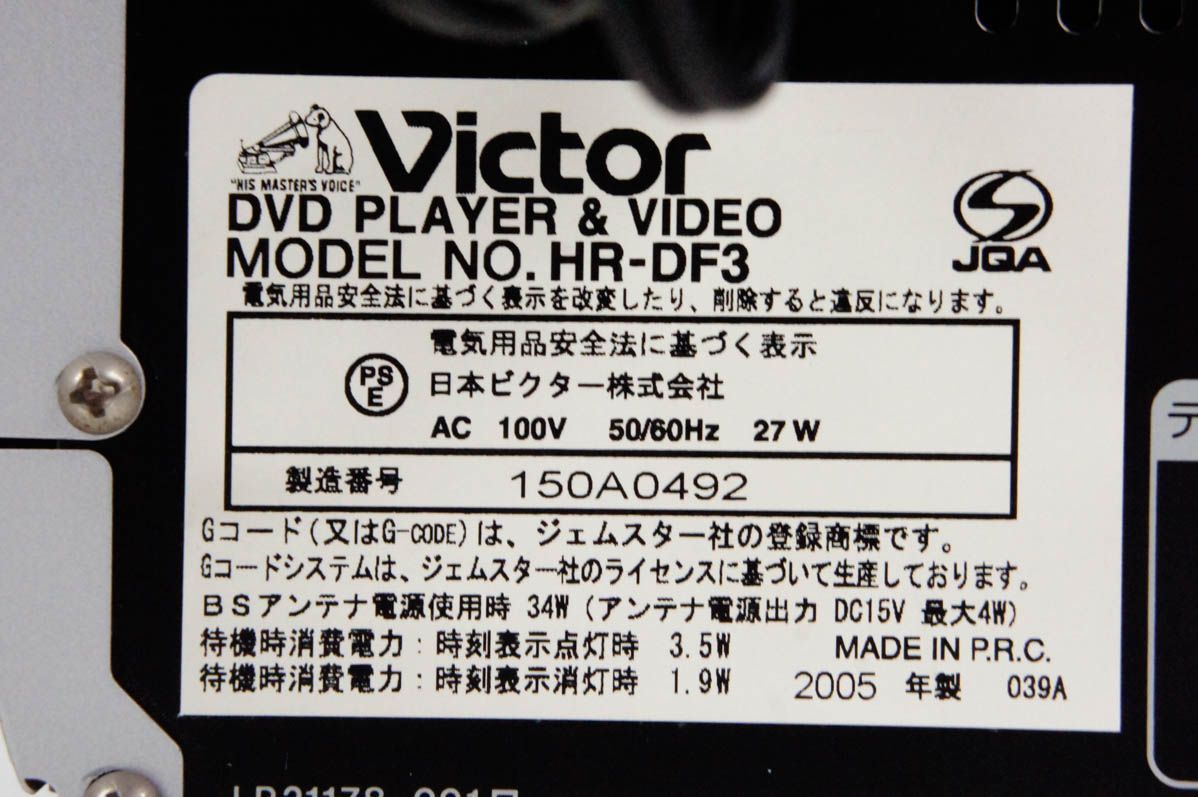 "HIS MASTER'S VOICE"
Victor
DVD PLAYER & VIDEO
MODEL NO. HR-DF3
JQA
電気用品安全法に基づく表示を改変したり、削除すると違反になります。
電気用品安全法に基づく表示
PS
E
日本ビクター株式会社
AC 100V 50/60Hz 27W
製造番号 150A0492
Gコード(又はG-CODE)は、ジェムスター社の登録商標です。
Gコードシステムは、ジェムスター社のライセンスに基づいて生産しております。
BSアンテナ電源使用時 34W (アンテナ電源出力 DC15V 最大4W)
待機時消費電力:時刻表示点灯時 3.5W MADE IN P.R.C.
待機時消費電力:時刻表示消灯時 1.9W 2005 年製 039A
テ